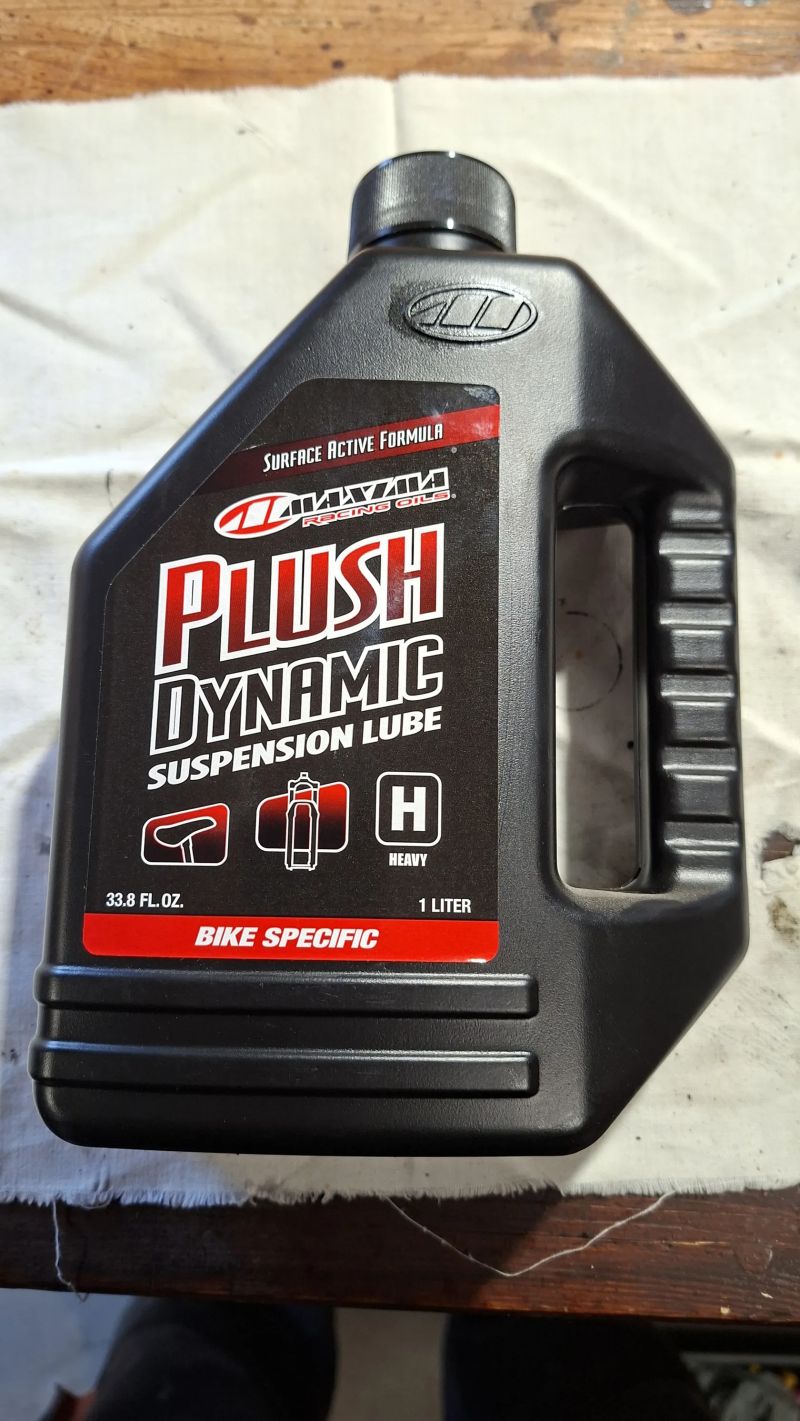 SURFACE ACTIVE FORMULA
MAXIMA
RACING OILS
PLUSH
DYNAMIC
SUSPENSION LUBE
H
HEAVY
33.8 FL. OZ. 1 LITER
BIKE SPECIFIC